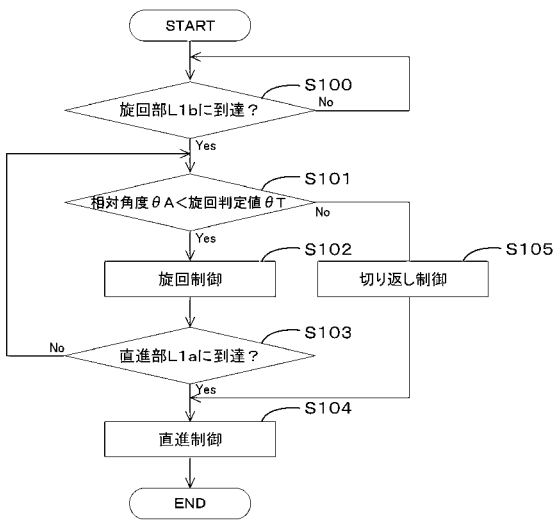 START
S100
旋回部L1bに到達?
No
Yes
S101
相対角度θA<旋回判定値θT
No
Yes
S102
旋回制御
S105
切り返し制御
S103
直進部L1aに到達?
No
Yes
S104
直進制御
END